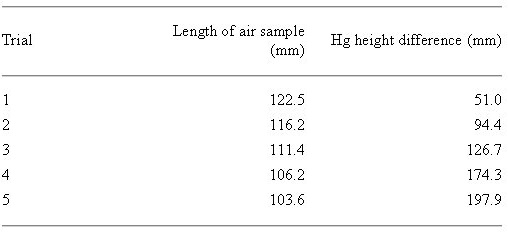 Trial Length of air sample (mm) Hg height difference (mm)
1 122.5 51.0
2 116.2 94.4
3 111.4 126.7
4 106.2 174.3
5 103.6 197.9